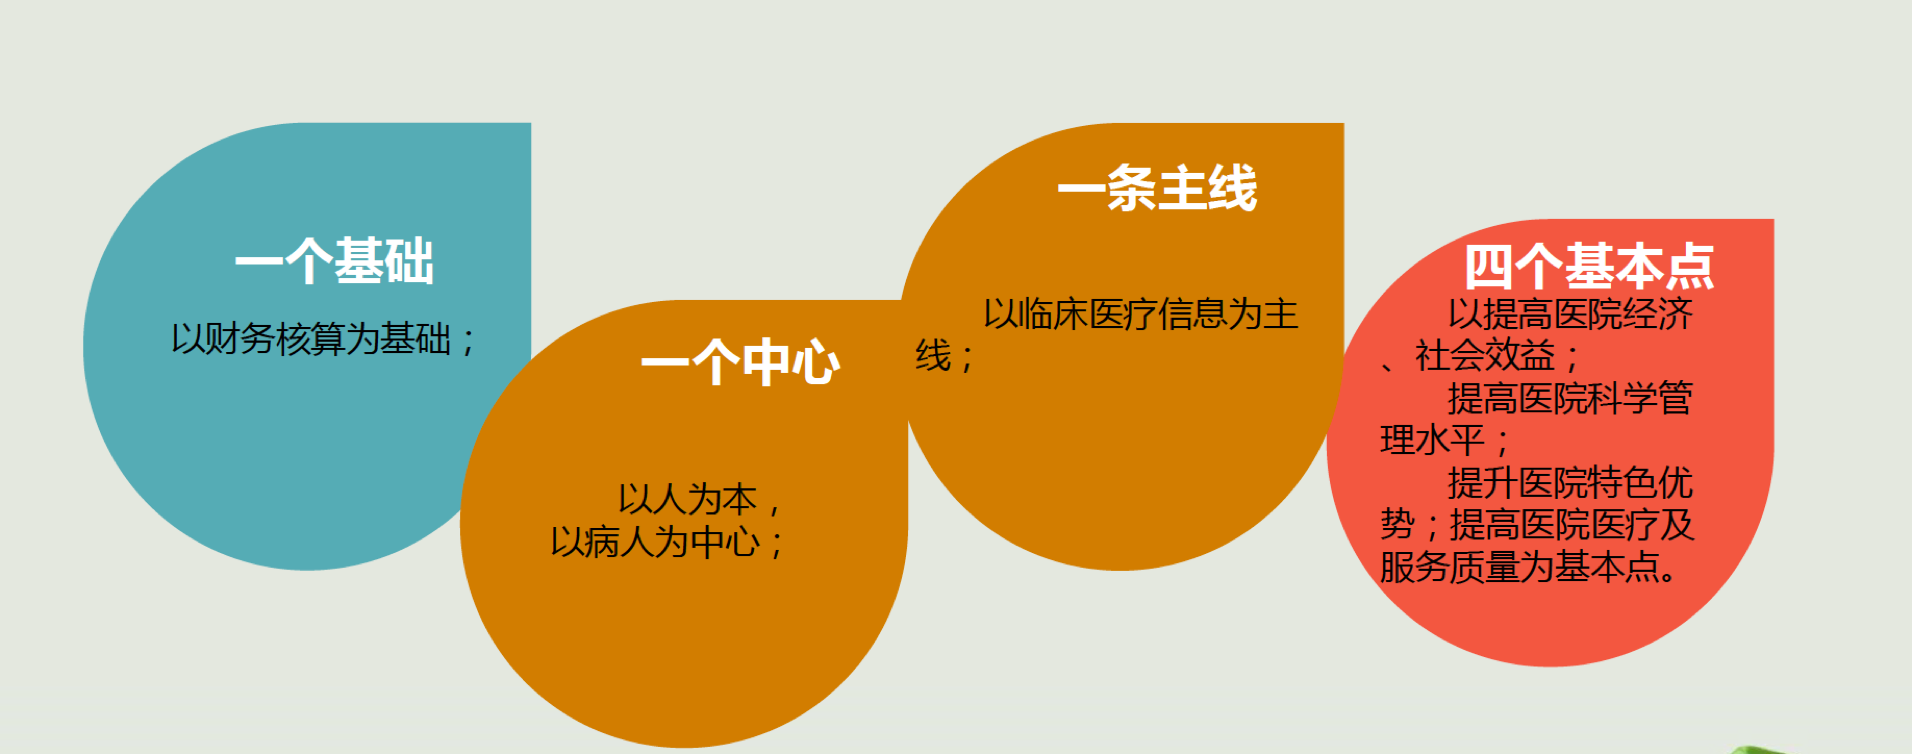 一个基础
以财务核算为基础；
一个中心
以人为本，
以病人为中心；
一条主线
以临床医疗信息为主
线；
四个基本点
以提高医院经济
、社会效益；
提高医院科学管
理水平；
提升医院特色优
势；提高医院医疗及
服务质量为基本点。